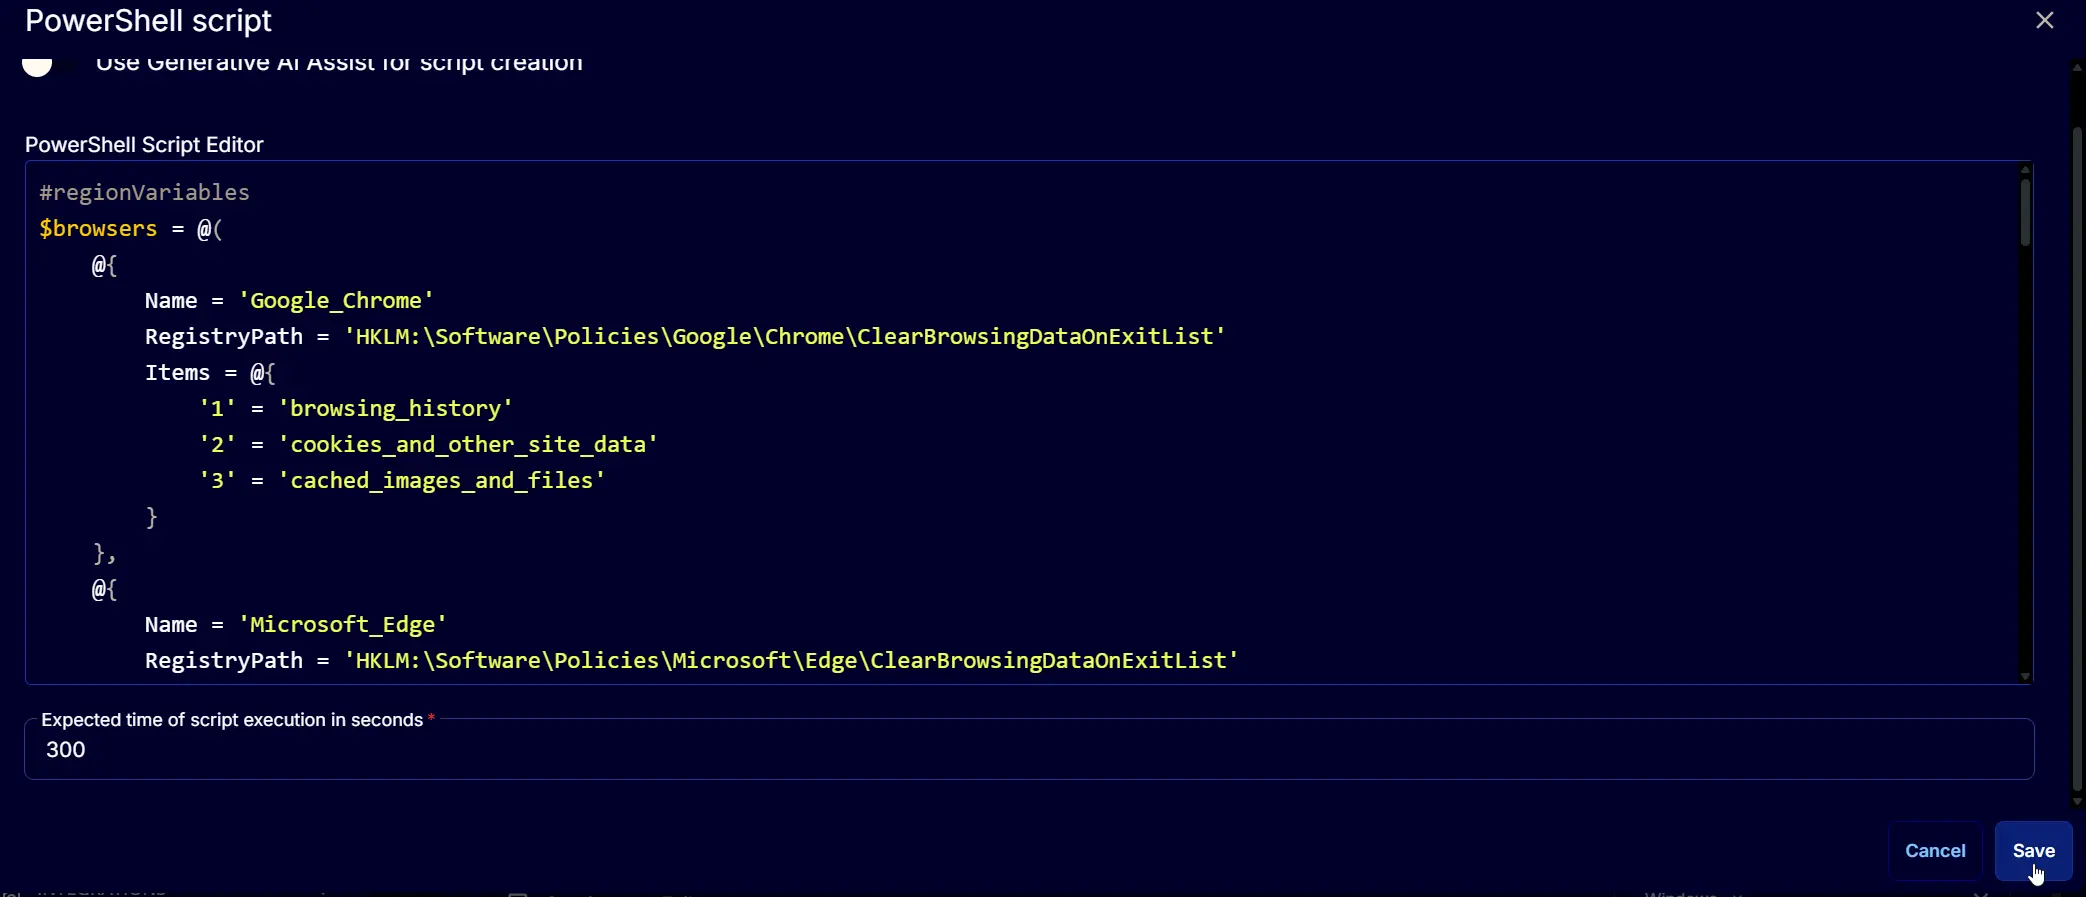 PowerShell script
Use Generative AI Assist for script creation
PowerShell Script Editor
#regionVariables
$browsers = @(
@{
Name = 'Google_Chrome'
RegistryPath = 'HKLM:\Software\Policies\Google\Chrome\ClearBrowsingDataOnExitList'
Items = @{
'1' = 'browsing_history'
'2' = 'cookies_and_other_site_data'
'3' = 'cached_images_and_files'
}
},
@{
Name = 'Microsoft_Edge'
RegistryPath = 'HKLM:\Software\Policies\Microsoft\Edge\ClearBrowsingDataOnExitList'
Expected time of script execution in seconds *
300
Cancel
Save